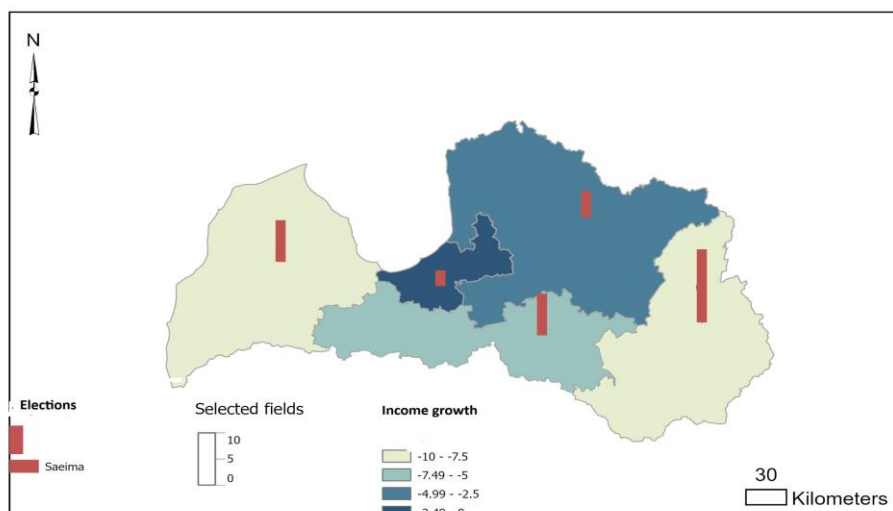 N
Elections
Saeima
Selected fields
10
5
0
Income growth
-10 - -7.5
-7.49 - -5
-4.99 - -2.5
30
Kilometers